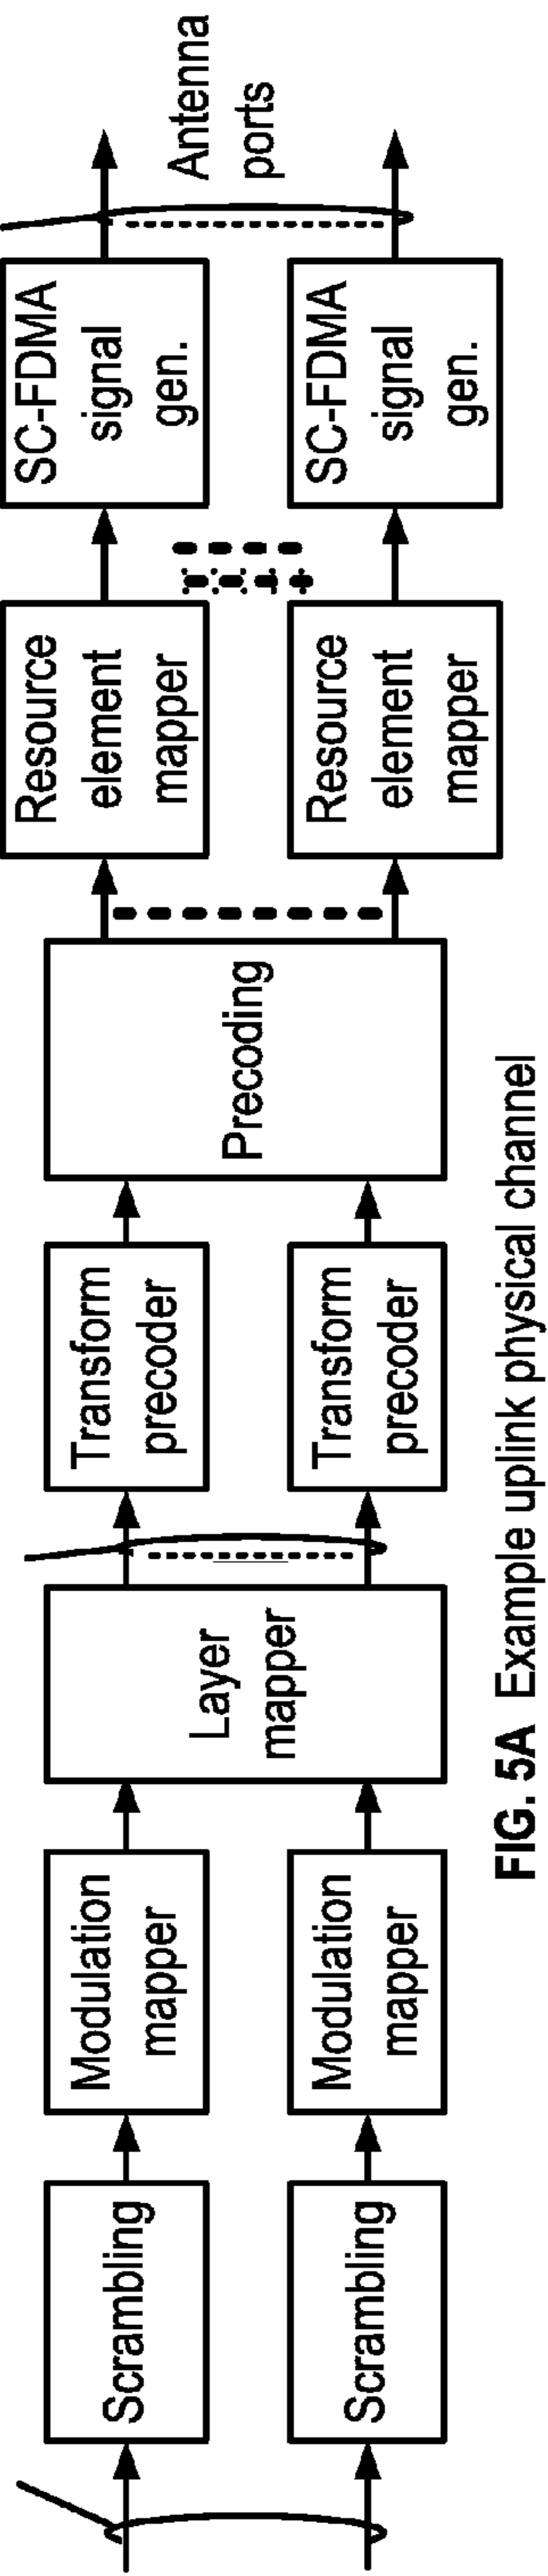 Scrambling
Modulation
mapper
Layer
mapper
Transform
precoder
Precoding
Resource
element
mapper
SC-FDMA
signal
gen.
Antenna
ports
Scrambling
Modulation
mapper
Transform
precoder
Resource
element
mapper
SC-FDMA
signal
gen.
FIG. 5A Example uplink physical channel